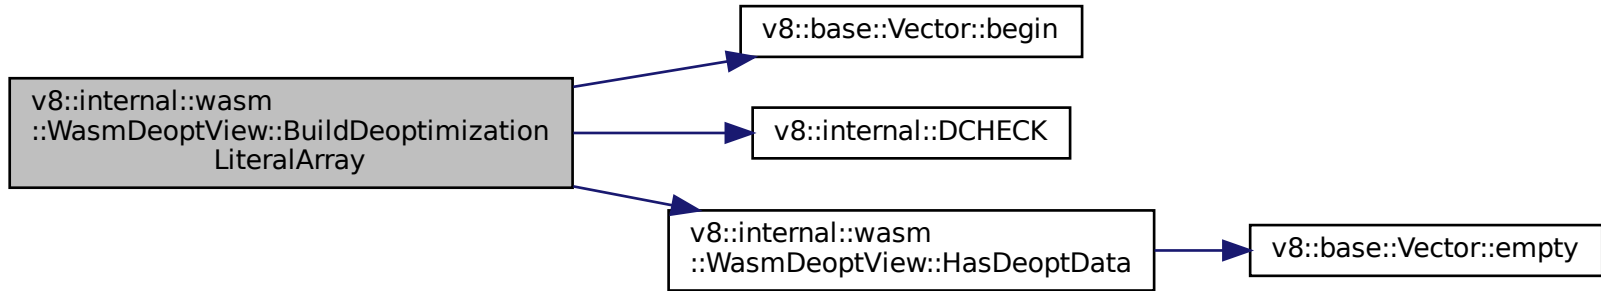 v8::base::Vector::begin
v8::internal::wasm
::WasmDeoptView::BuildDeoptimization
LiteralArray
v8::internal::DCHECK
v8::internal::wasm
::WasmDeoptView::HasDeoptData
v8::base::Vector::empty